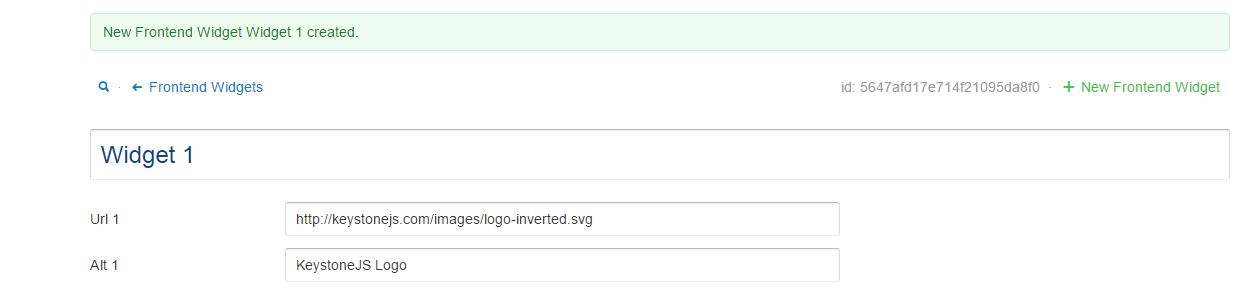 New Frontend Widget Widget 1 created.
· ← Frontend Widgets id: 5647afd17e714f21095da8f0 · + New Frontend Widget
Widget 1
Url 1 http://keystonejs.com/images/logo-inverted.svg
Alt 1 KeystoneJS Logo